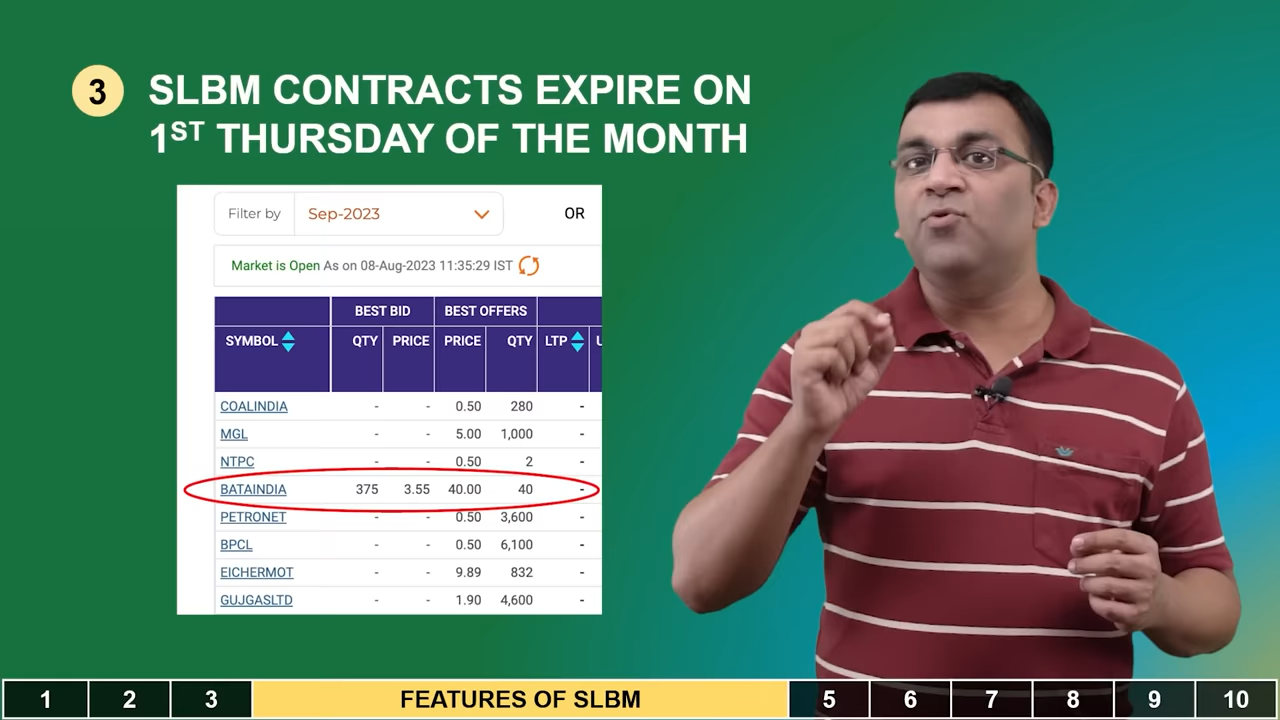 3 SLBM CONTRACTS EXPIRE ON
1ST THURSDAY OF THE MONTH
Filter by Sep-2023 OR
Market is Open As on 08-Aug-2023 11:35:29 IST
BEST BID BEST OFFERS
SYMBOL QTY PRICE PRICE QTY LTP
COALINDIA - - 0.50 280 -
MGL - - 5.00 1,000 -
NTPC - - 0.50 2 -
BATAINDIA 375 3.55 40.00 40 -
PETRONET - - 0.50 3,600 -
BPCL - - 0.50 6,100 -
EICHERMOT - - 9.89 832 -
GUJGASLTD - - 1.90 4,600 -
1 2 3 FEATURES OF SLBM 5 6 7 8 9 10